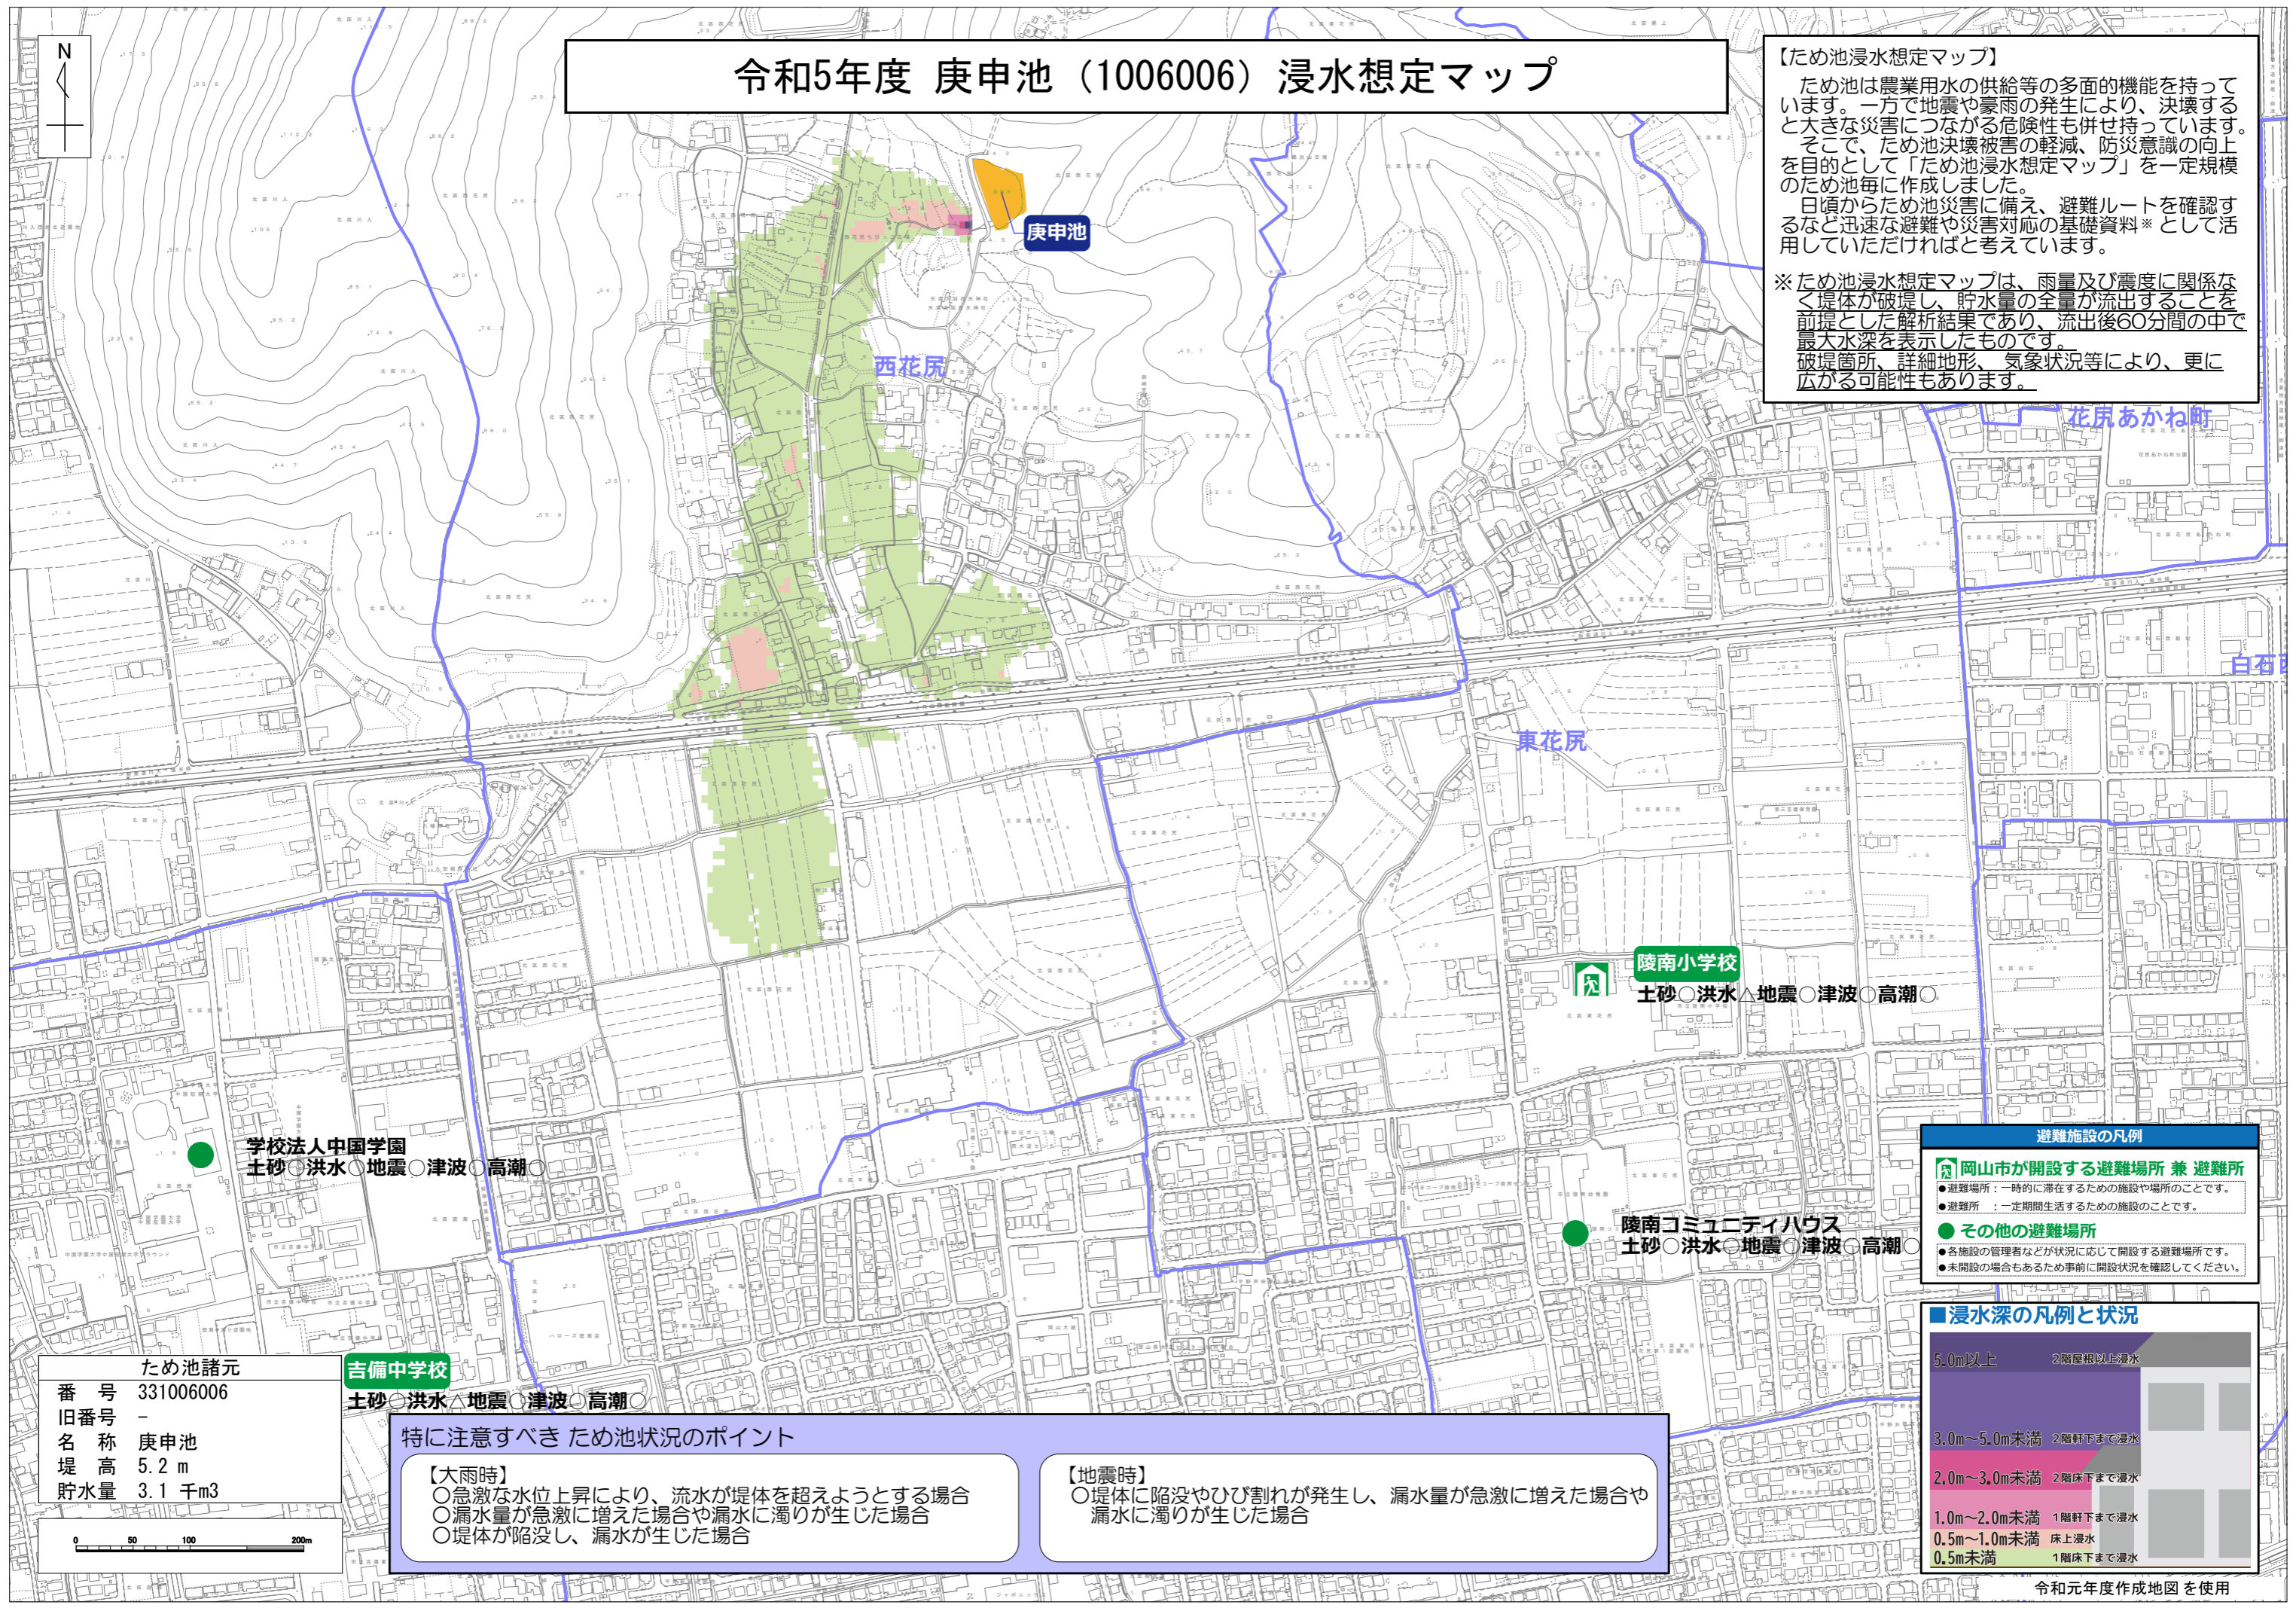 N
令和5年度 庚申池（1006006）浸水想定マップ
【ため池浸水想定マップ】
ため池は農業用水の供給等の多面的機能を持って
います。一方で地震や豪雨の発生により、決壊する
と大きな災害につながる危険性も併せ持っています。
そこで、ため池決壊被害の軽減、防災意識の向上
を目的として「ため池浸水想定マップ」を一定規模
のため池毎に作成しました。
日頃からため池災害に備え、避難ルートを確認す
るなど迅速な避難や災害対応の基礎資料※として活
用していただければと考えています。
※ため池浸水想定マップは、雨量及び震度に関係な
く堤体が破堤し、貯水量の全量が流出することを
前提とした解析結果であり、流出後60分間の中で
最大水深を表示したものです。
破堤箇所、詳細地形、気象状況等により、更に
広がる可能性もあります。
庚申池
西花尻
花尻あかね町
白石西
東花尻
陵南小学校
土砂○洪水△地震○津波○高潮○
学校法人中国学園
土砂○洪水○地震○津波○高潮○
陵南コミュニティハウス
土砂○洪水○地震○津波○高潮○
吉備中学校
土砂○洪水△地震○津波○高潮○
避難施設の凡例
岡山市が開設する避難場所 兼 避難所
●避難場所：一時的に滞在するための施設や場所のことです。
●避難所　：一定期間生活するための施設のことです。
その他の避難場所
●各施設の管理者などが状況に応じて開設する避難場所です。
●未開設の場合もあるため事前に開設状況を確認してください。
■浸水深の凡例と状況
5.0m以上 2階屋根以上浸水
3.0m～5.0m未満 2階軒下まで浸水
2.0m～3.0m未満 2階床下まで浸水
1.0m～2.0m未満 1階軒下まで浸水
0.5m～1.0m未満 床上浸水
0.5m未満 1階床下まで浸水
ため池諸元
番　号 331006006
旧番号 -
名　称 庚申池
堤　高 5.2 m
貯水量 3.1 千m3
0 50 100 200m
特に注意すべき ため池状況のポイント
【大雨時】
○急激な水位上昇により、流水が堤体を超えようとする場合
○漏水量が急激に増えた場合や漏水に濁りが生じた場合
○堤体が陥没し、漏水が生じた場合
【地震時】
○堤体に陥没やひび割れが発生し、漏水量が急激に増えた場合や
漏水に濁りが生じた場合
令和元年度作成地図を使用